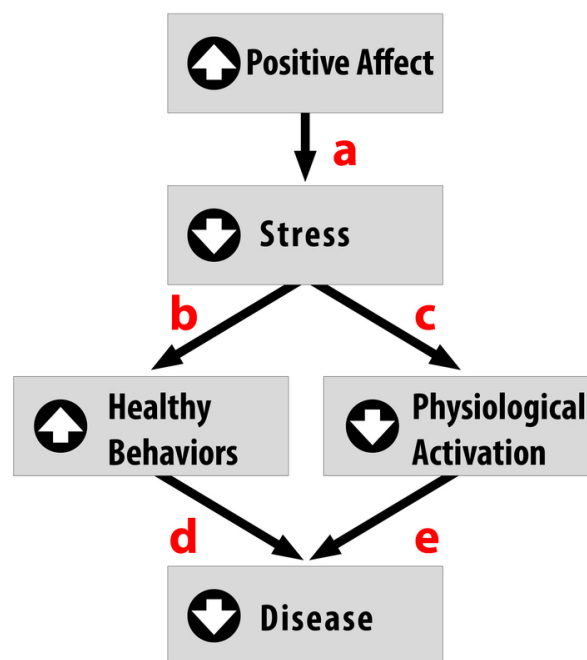 Positive Affect
a
Stress
b
c
Healthy
Behaviors
Physiological
Activation
d
e
Disease